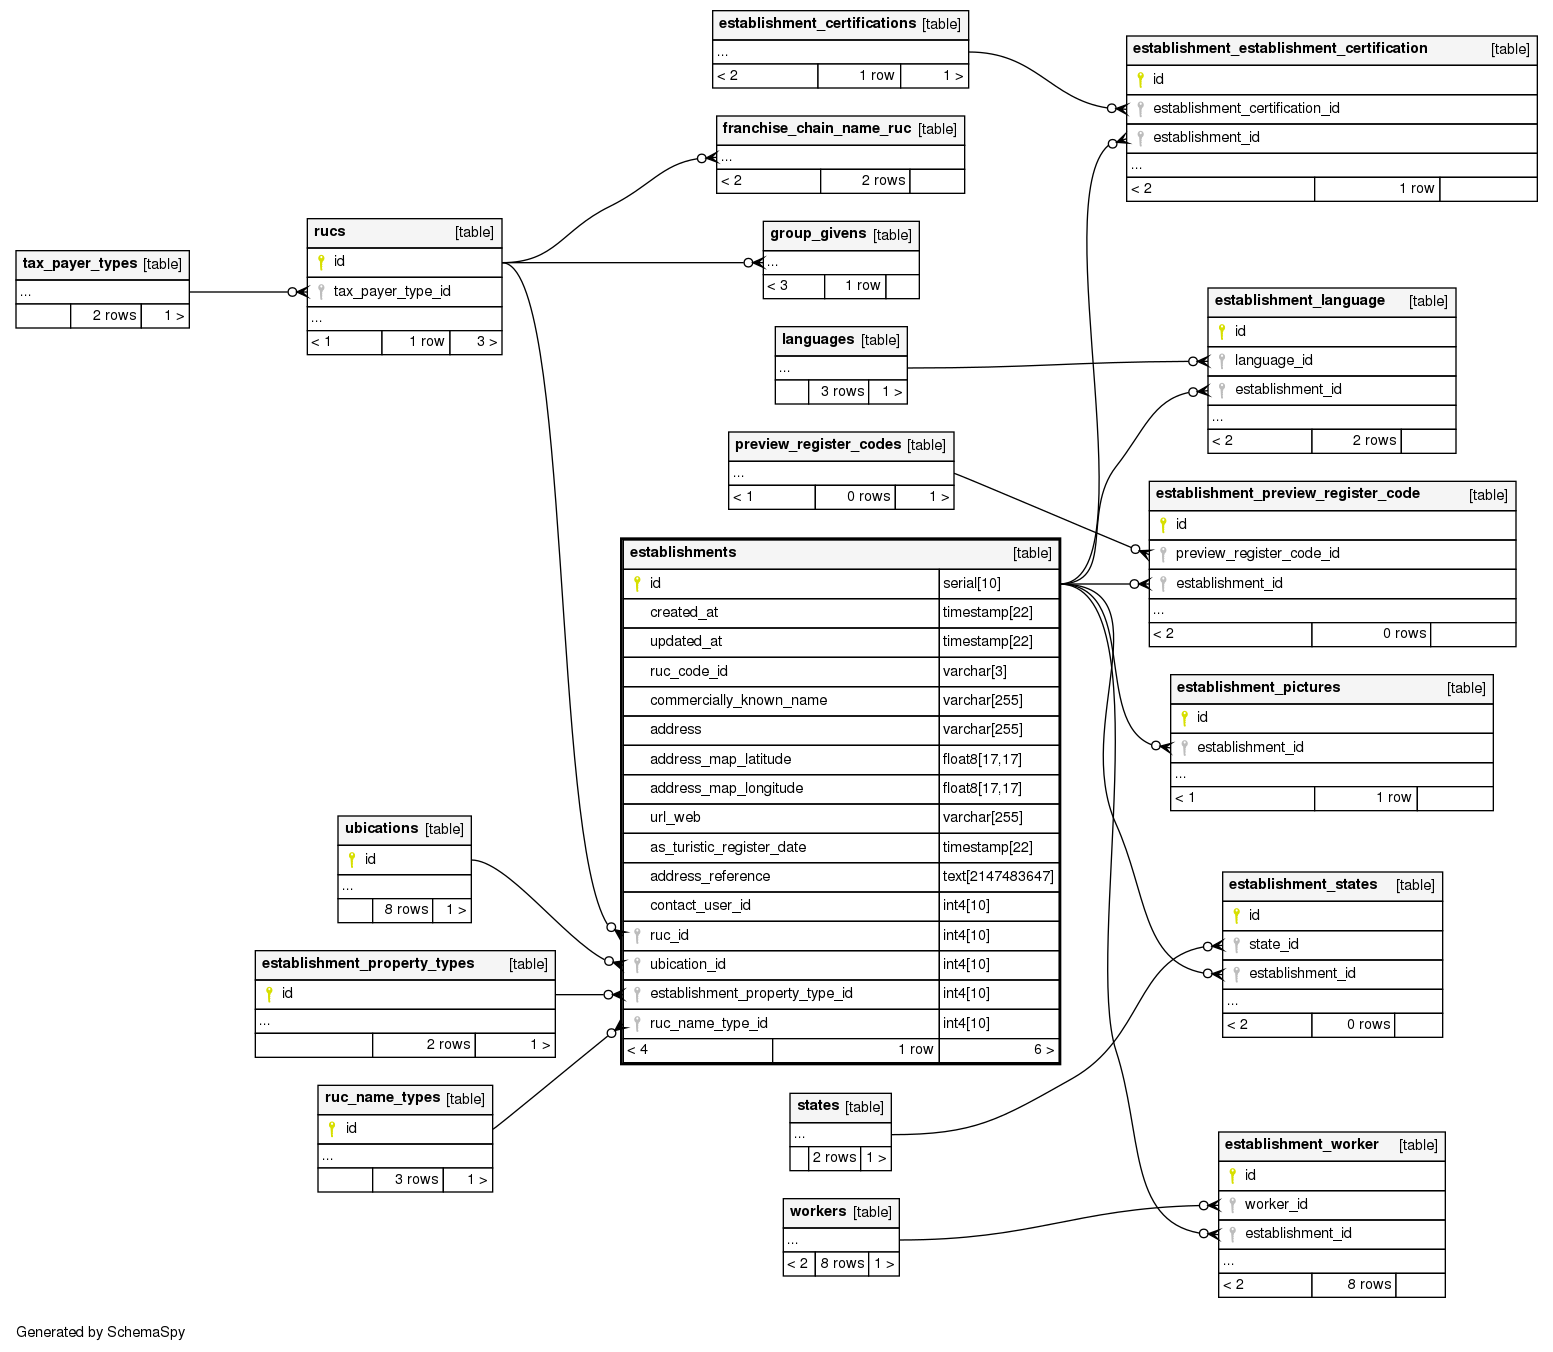 establishment_certifications [table]
...
< 2 1 row 1 >
establishment_establishment_certification [table]
id
establishment_certification_id
establishment_id
...
< 2 1 row
franchise_chain_name_ruc [table]
...
< 2 2 rows
rucs [table]
id
tax_payer_type_id
...
< 1 1 row 3 >
group_givens [table]
...
< 3 1 row
tax_payer_types [table]
...
2 rows 1 >
establishment_language [table]
id
language_id
establishment_id
...
< 2 2 rows
languages [table]
...
3 rows 1 >
preview_register_codes [table]
...
< 1 0 rows 1 >
establishment_preview_register_code [table]
id
preview_register_code_id
establishment_id
...
< 2 0 rows
establishments [table]
id serial[10]
created_at timestamp[22]
updated_at timestamp[22]
ruc_code_id varchar[3]
commercially_known_name varchar[255]
address varchar[255]
address_map_latitude float8[17,17]
address_map_longitude float8[17,17]
url_web varchar[255]
as_turistic_register_date timestamp[22]
address_reference text[2147483647]
contact_user_id int4[10]
ruc_id int4[10]
ubication_id int4[10]
establishment_property_type_id int4[10]
ruc_name_type_id int4[10]
< 4 1 row 6 >
establishment_pictures [table]
id
establishment_id
...
< 1 1 row
ubications [table]
id
...
8 rows 1 >
establishment_states [table]
id
state_id
establishment_id
...
< 2 0 rows
establishment_property_types [table]
id
...
2 rows 1 >
ruc_name_types [table]
id
...
3 rows 1 >
states [table]
...
2 rows 1 >
establishment_worker [table]
id
worker_id
establishment_id
...
< 2 8 rows
workers [table]
...
< 2 8 rows 1 >
Generated by SchemaSpy